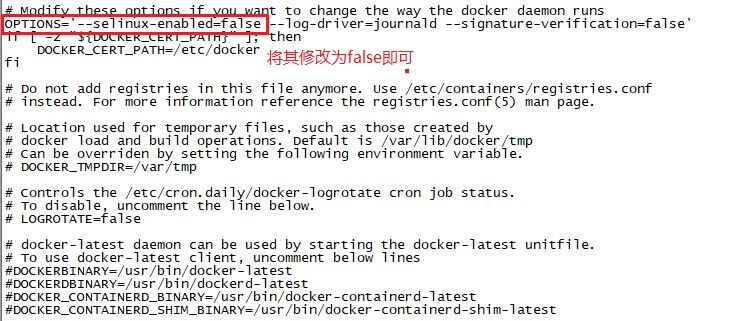 # Modify these options if you want to change the way the docker daemon runs
OPTIONS='--selinux-enabled=false --log-driver=journald --signature-verification=false'
if [ -z "${DOCKER_CERT_PATH}" ]; then
    DOCKER_CERT_PATH=/etc/docker
fi
将其修改为false即可
# Do not add registries in this file anymore. Use /etc/containers/registries.conf
# instead. For more information reference the registries.conf(5) man page.
# Location used for temporary files, such as those created by
# docker load and build operations. Default is /var/lib/docker/tmp
# Can be overriden by setting the following environment variable.
# DOCKER_TMPDIR=/var/tmp
# Controls the /etc/cron.daily/docker-logrotate cron job status.
# To disable, uncomment the line below.
# LOGROTATE=false
# docker-latest daemon can be used by starting the docker-latest unitfile.
# To use docker-latest client, uncomment below lines
#DOCKERBINARY=/usr/bin/docker-latest
#DOCKERDBINARY=/usr/bin/dockerd-latest
#DOCKER_CONTAINERD_BINARY=/usr/bin/docker-containerd-latest
#DOCKER_CONTAINERD_SHIM_BINARY=/usr/bin/docker-containerd-shim-latest